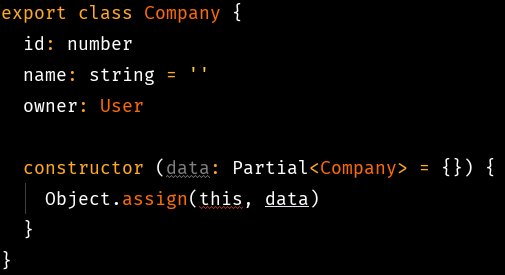 export class Company {
  id: number
  name: string = ''
  owner: User

  constructor (data: Partial<Company> = {}) {
    Object.assign(this, data)
  }
}